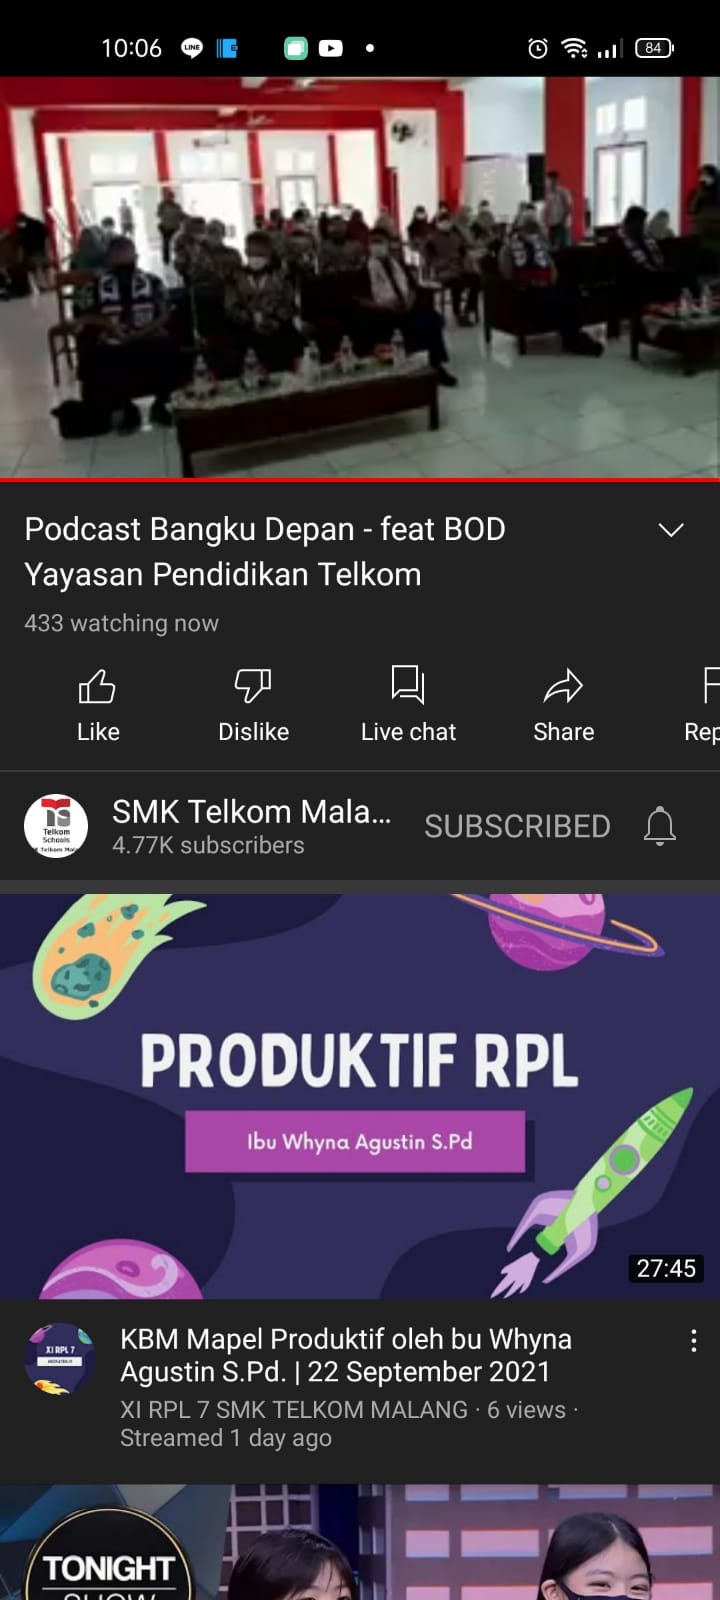 10:06
LINE
84
Podcast Bangku Depan - feat BOD
Yayasan Pendidikan Telkom
433 watching now
Like
Dislike
Live chat
Share
Rep
Telkom
Schools
SMK Telkom Mala...
4.77K subscribers
SUBSCRIBED
PRODUKTIF RPL
Ibu Whyna Agustin S.Pd
27:45
XI RPL 7
KBM Mapel Produktif oleh bu Whyna
Agustin S.Pd. | 22 September 2021
XI RPL 7 SMK TELKOM MALANG · 6 views ·
Streamed 1 day ago
TONIGHT
SHOW